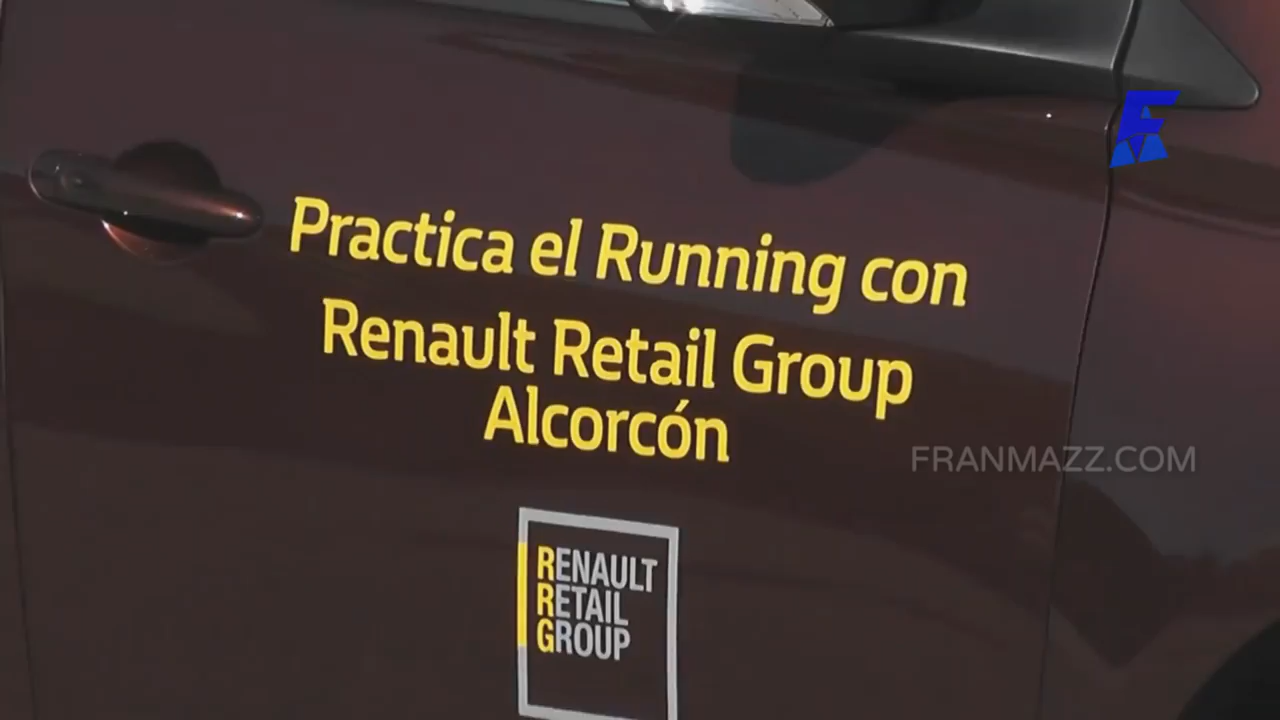 Practica el Running con
Renault Retail Group
Alcorcón
FRANMAZZ.COM
RENAULT
RETAIL
GROUP